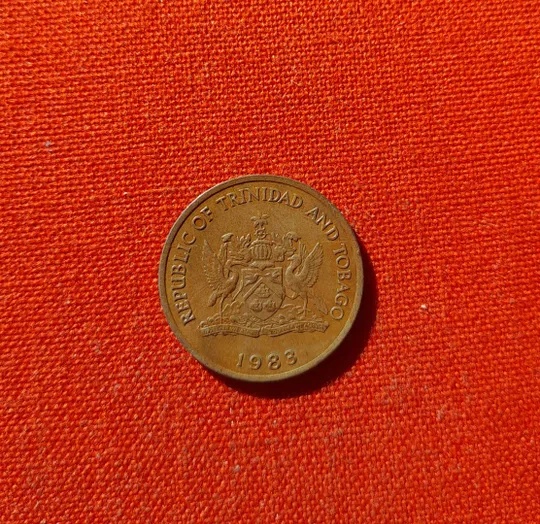 REPUBLIC OF TRINIDAD AND TOBAGO
1983